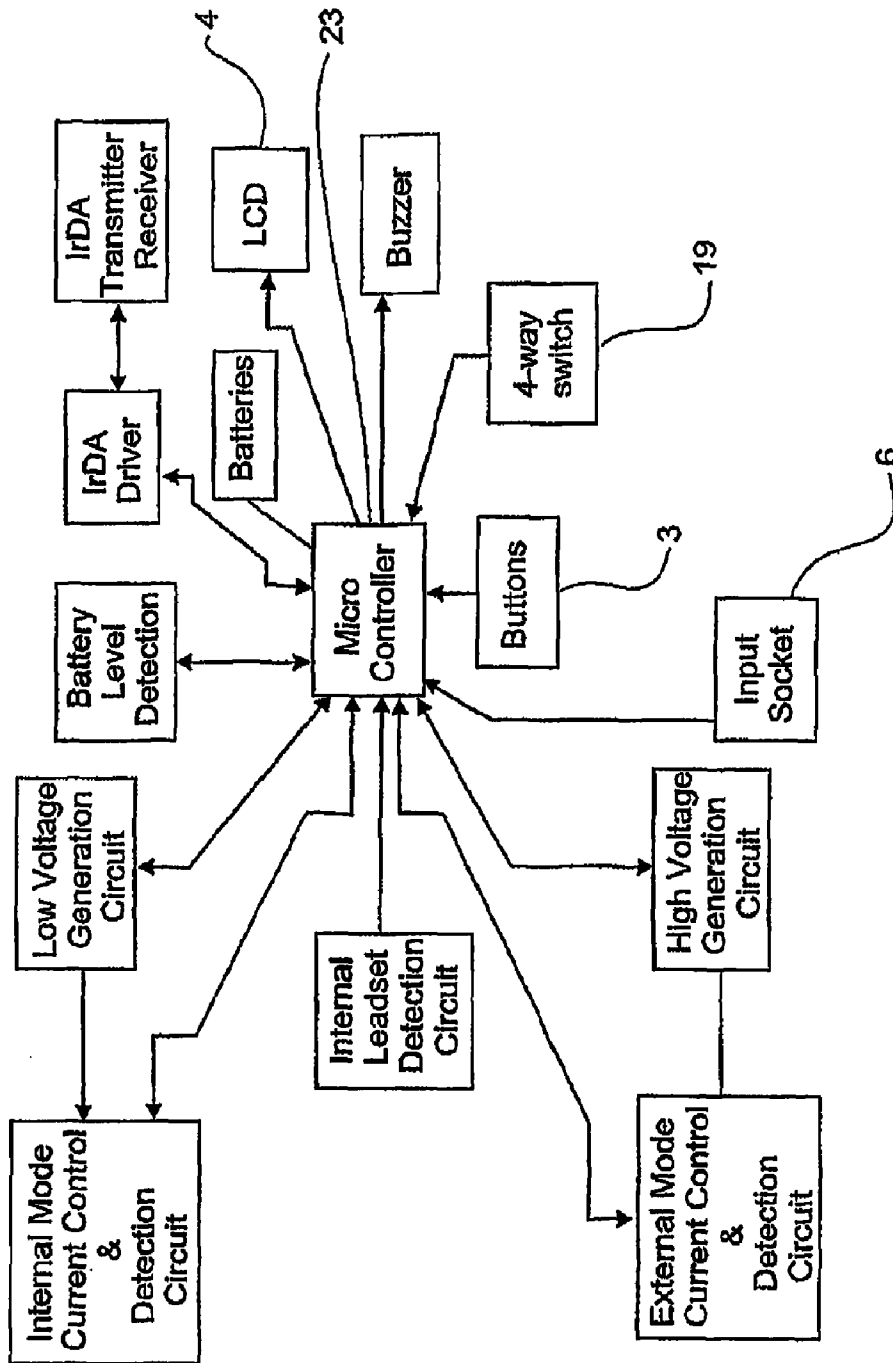 Internal Mode
Current Control
&
Detection
Circuit
Low Voltage
Generation
Circuit
Battery
Level
Detection
IrDA
Driver
IrDA
Transmitter
Receiver
Batteries
LCD
4
23
Internal
Leadset
Detection
Circuit
Micro
Controller
Buzzer
External Mode
Current Control
&
Detection
Circuit
High Voltage
Generation
Circuit
Input
Socket
6
Buttons
3
4-way
switch
19